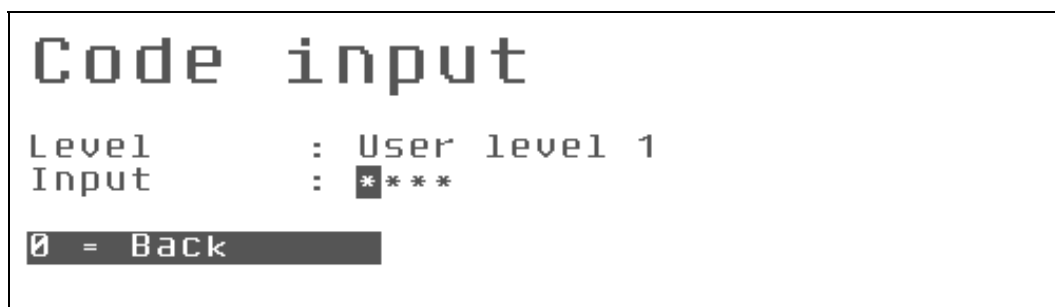 Code input
Level : User level 1
Input : ****
0 = Back